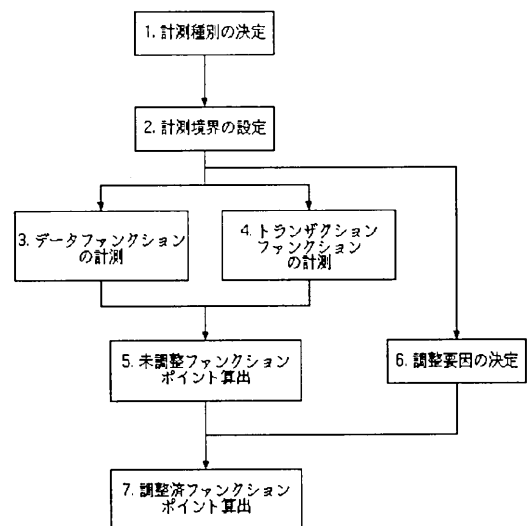 1. 計測種別の決定
2. 計測境界の設定
3. データファンクション
の計測
4. トランザクション
ファンクション
の計測
5. 未調整ファンクション
ポイント算出
6. 調整要因の決定
7. 調整済ファンクション
ポイント算出